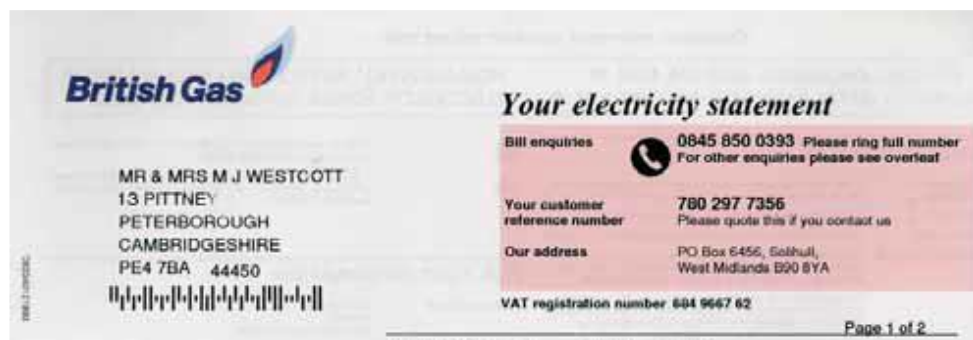 British Gas
Your electricity statement
Bill enquiries
0845 850 0393 Please ring full number
For other enquiries please see overleaf
MR & MRS M J WESTCOTT
13 PITTNEY
PETERBOROUGH
CAMBRIDGESHIRE
PE4 7BA 44450
Your customer
reference number
780 297 7356
Please quote this if you contact us
Our address
PO Box 6456, Solihull,
West Midlands B90 8YA
VAT registration number 684 9667 62
Page 1 of 2